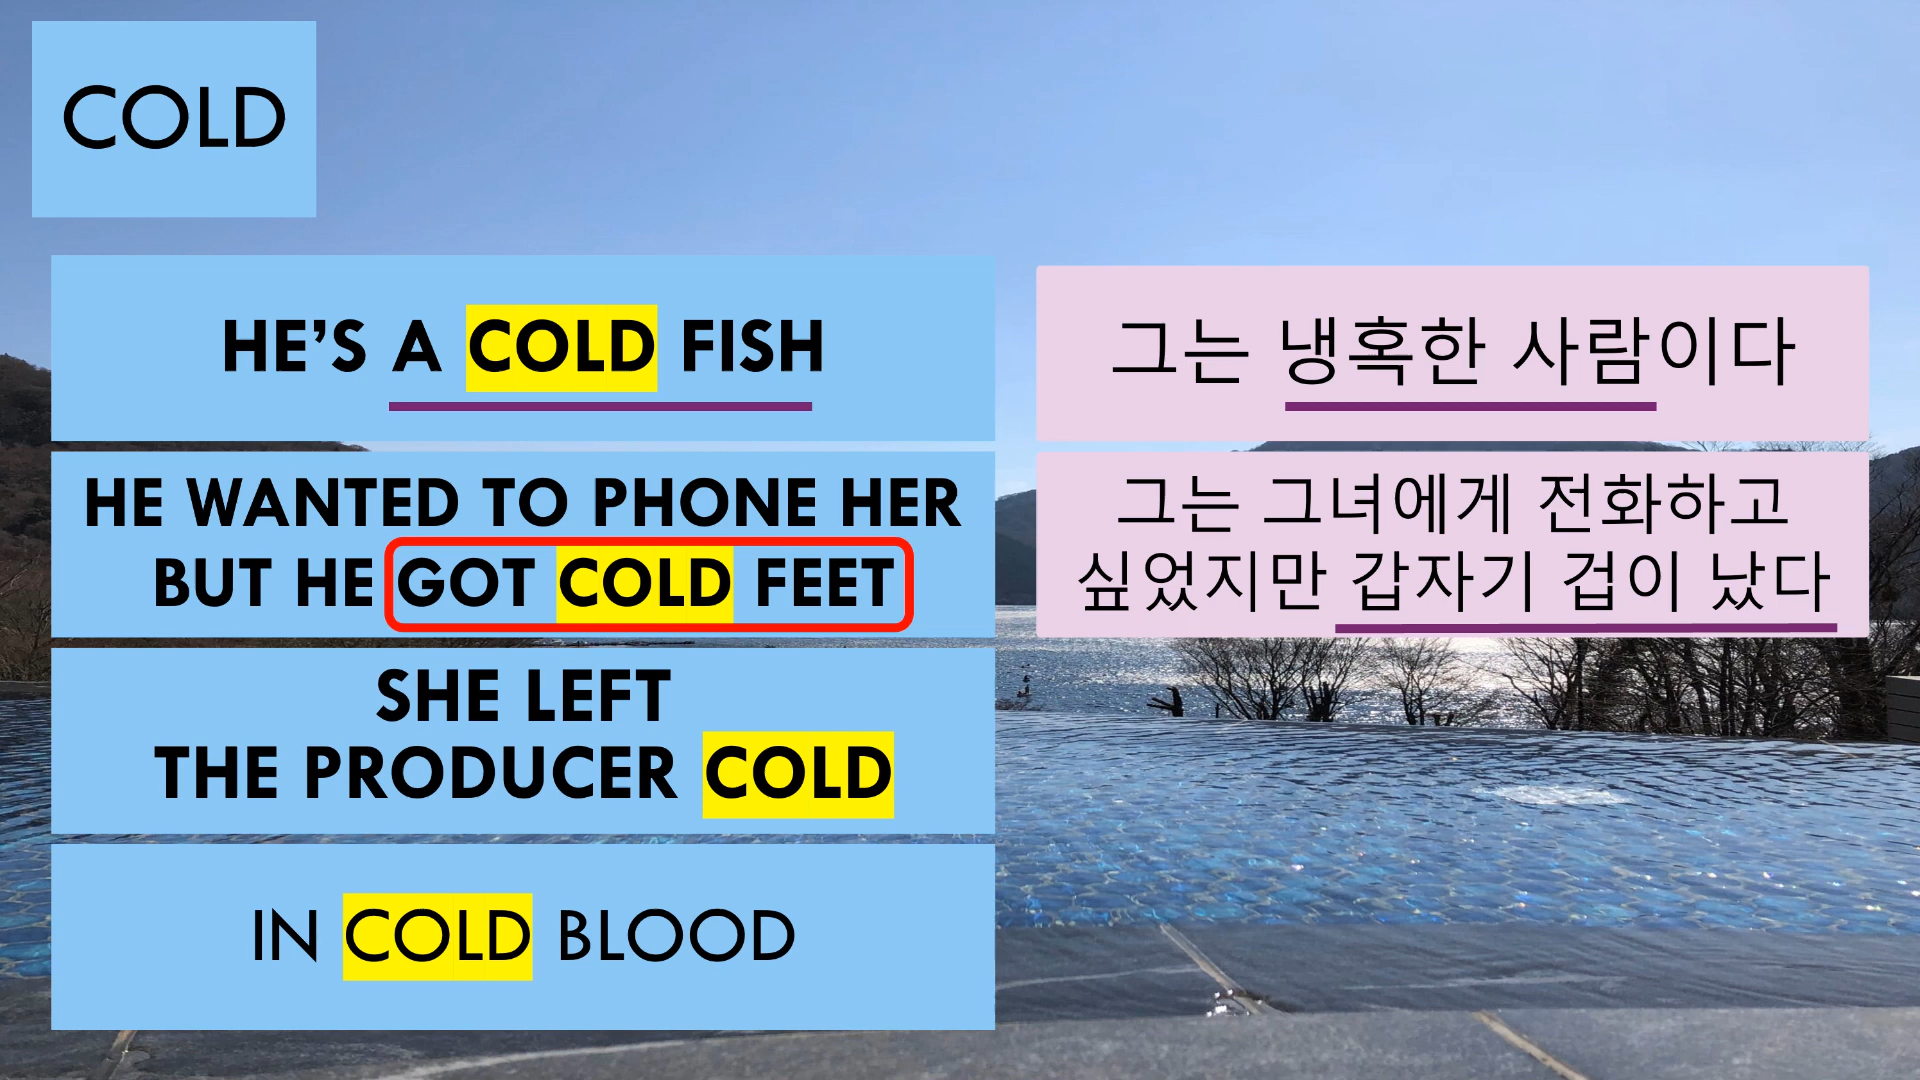 COLD
HE’S A COLD FISH
그는 냉혹한 사람이다
HE WANTED TO PHONE HER
BUT HE GOT COLD FEET
그는 그녀에게 전화하고
싶었지만 갑자기 겁이 났다
SHE LEFT
THE PRODUCER COLD
IN COLD BLOOD